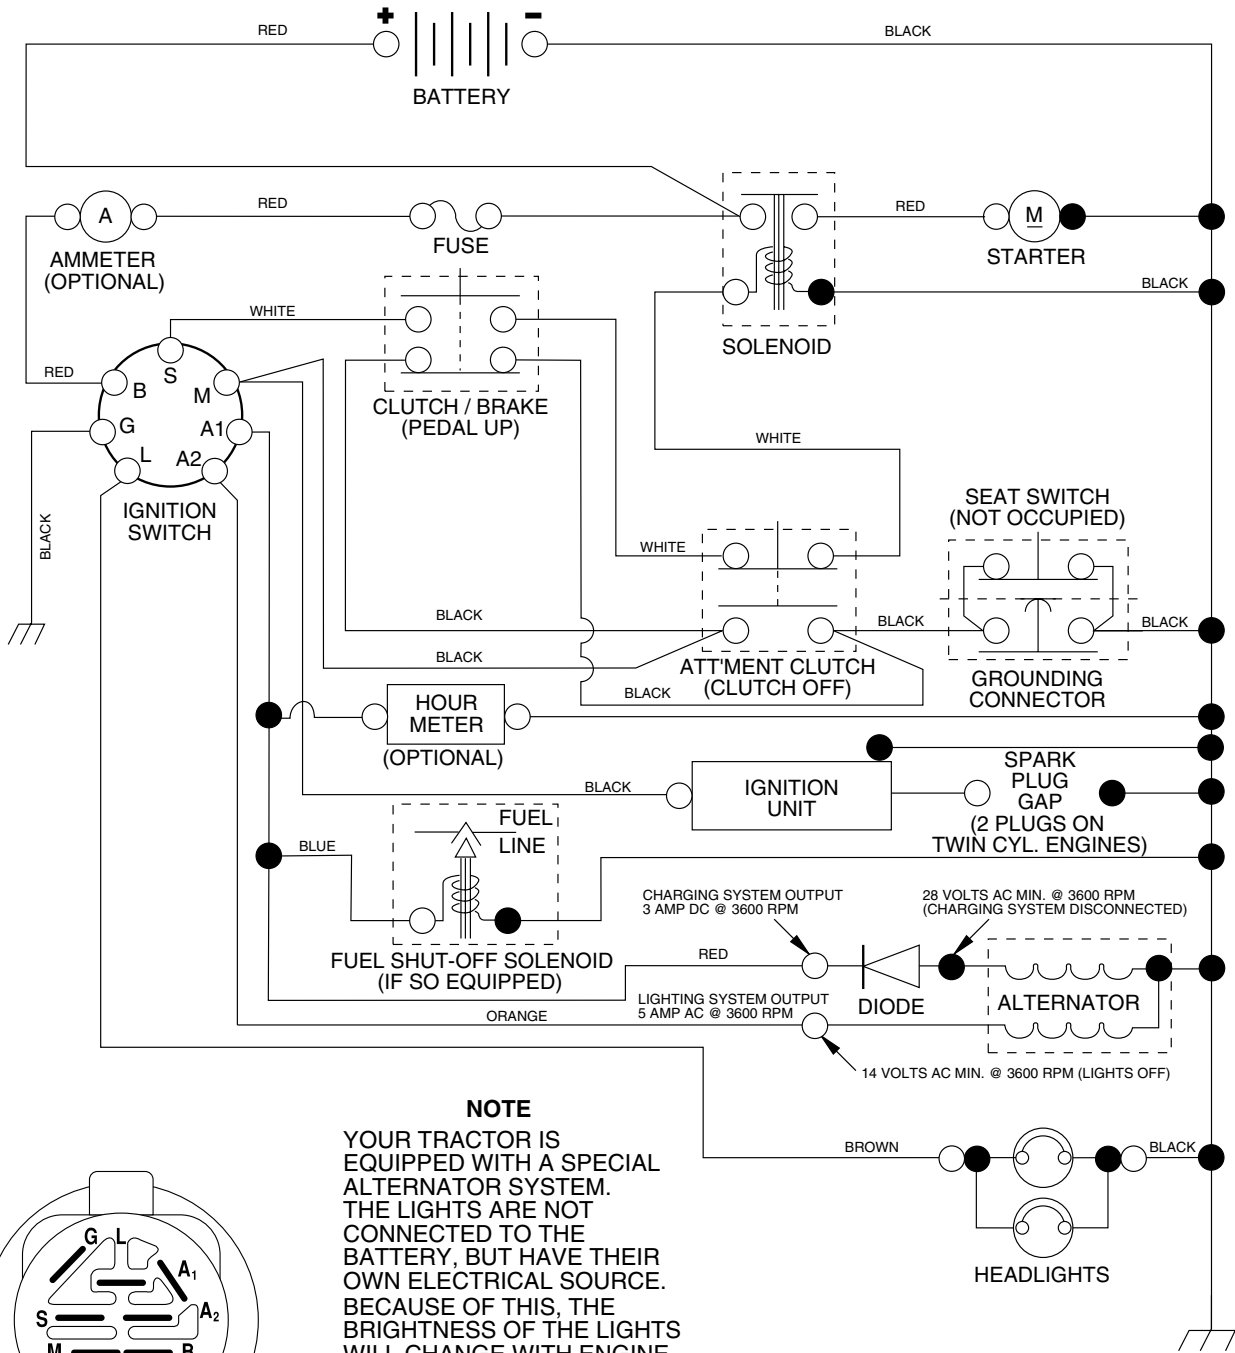 +
-
RED
BLACK
BATTERY
A
RED
FUSE
RED
M
STARTER
AMMETER
(OPTIONAL)
BLACK
SOLENOID
WHITE
RED
S
B
M
G
A1
L
A2
CLUTCH / BRAKE
(PEDAL UP)
WHITE
IGNITION
SWITCH
BLACK
SEAT SWITCH
(NOT OCCUPIED)
WHITE
BLACK
BLACK
BLACK
BLACK
ATT'MENT CLUTCH
(CLUTCH OFF)
BLACK
GROUNDING
CONNECTOR
HOUR
METER
(OPTIONAL)
BLACK
IGNITION
UNIT
SPARK
PLUG
GAP
(2 PLUGS ON
TWIN CYL. ENGINES)
FUEL
LINE
BLUE
FUEL SHUT-OFF SOLENOID
(IF SO EQUIPPED)
CHARGING SYSTEM OUTPUT
3 AMP DC @ 3600 RPM
28 VOLTS AC MIN. @ 3600 RPM
(CHARGING SYSTEM DISCONNECTED)
RED
DIODE
ALTERNATOR
LIGHTING SYSTEM OUTPUT
5 AMP AC @ 3600 RPM
ORANGE
14 VOLTS AC MIN. @ 3600 RPM (LIGHTS OFF)
BROWN
BLACK
HEADLIGHTS
NOTE
YOUR TRACTOR IS
EQUIPPED WITH A SPECIAL
ALTERNATOR SYSTEM.
THE LIGHTS ARE NOT
CONNECTED TO THE
BATTERY, BUT HAVE THEIR
OWN ELECTRICAL SOURCE.
BECAUSE OF THIS, THE
BRIGHTNESS OF THE LIGHTS
WILL CHANGE WITH ENGINE
G
L
A1
A2
S
M
B